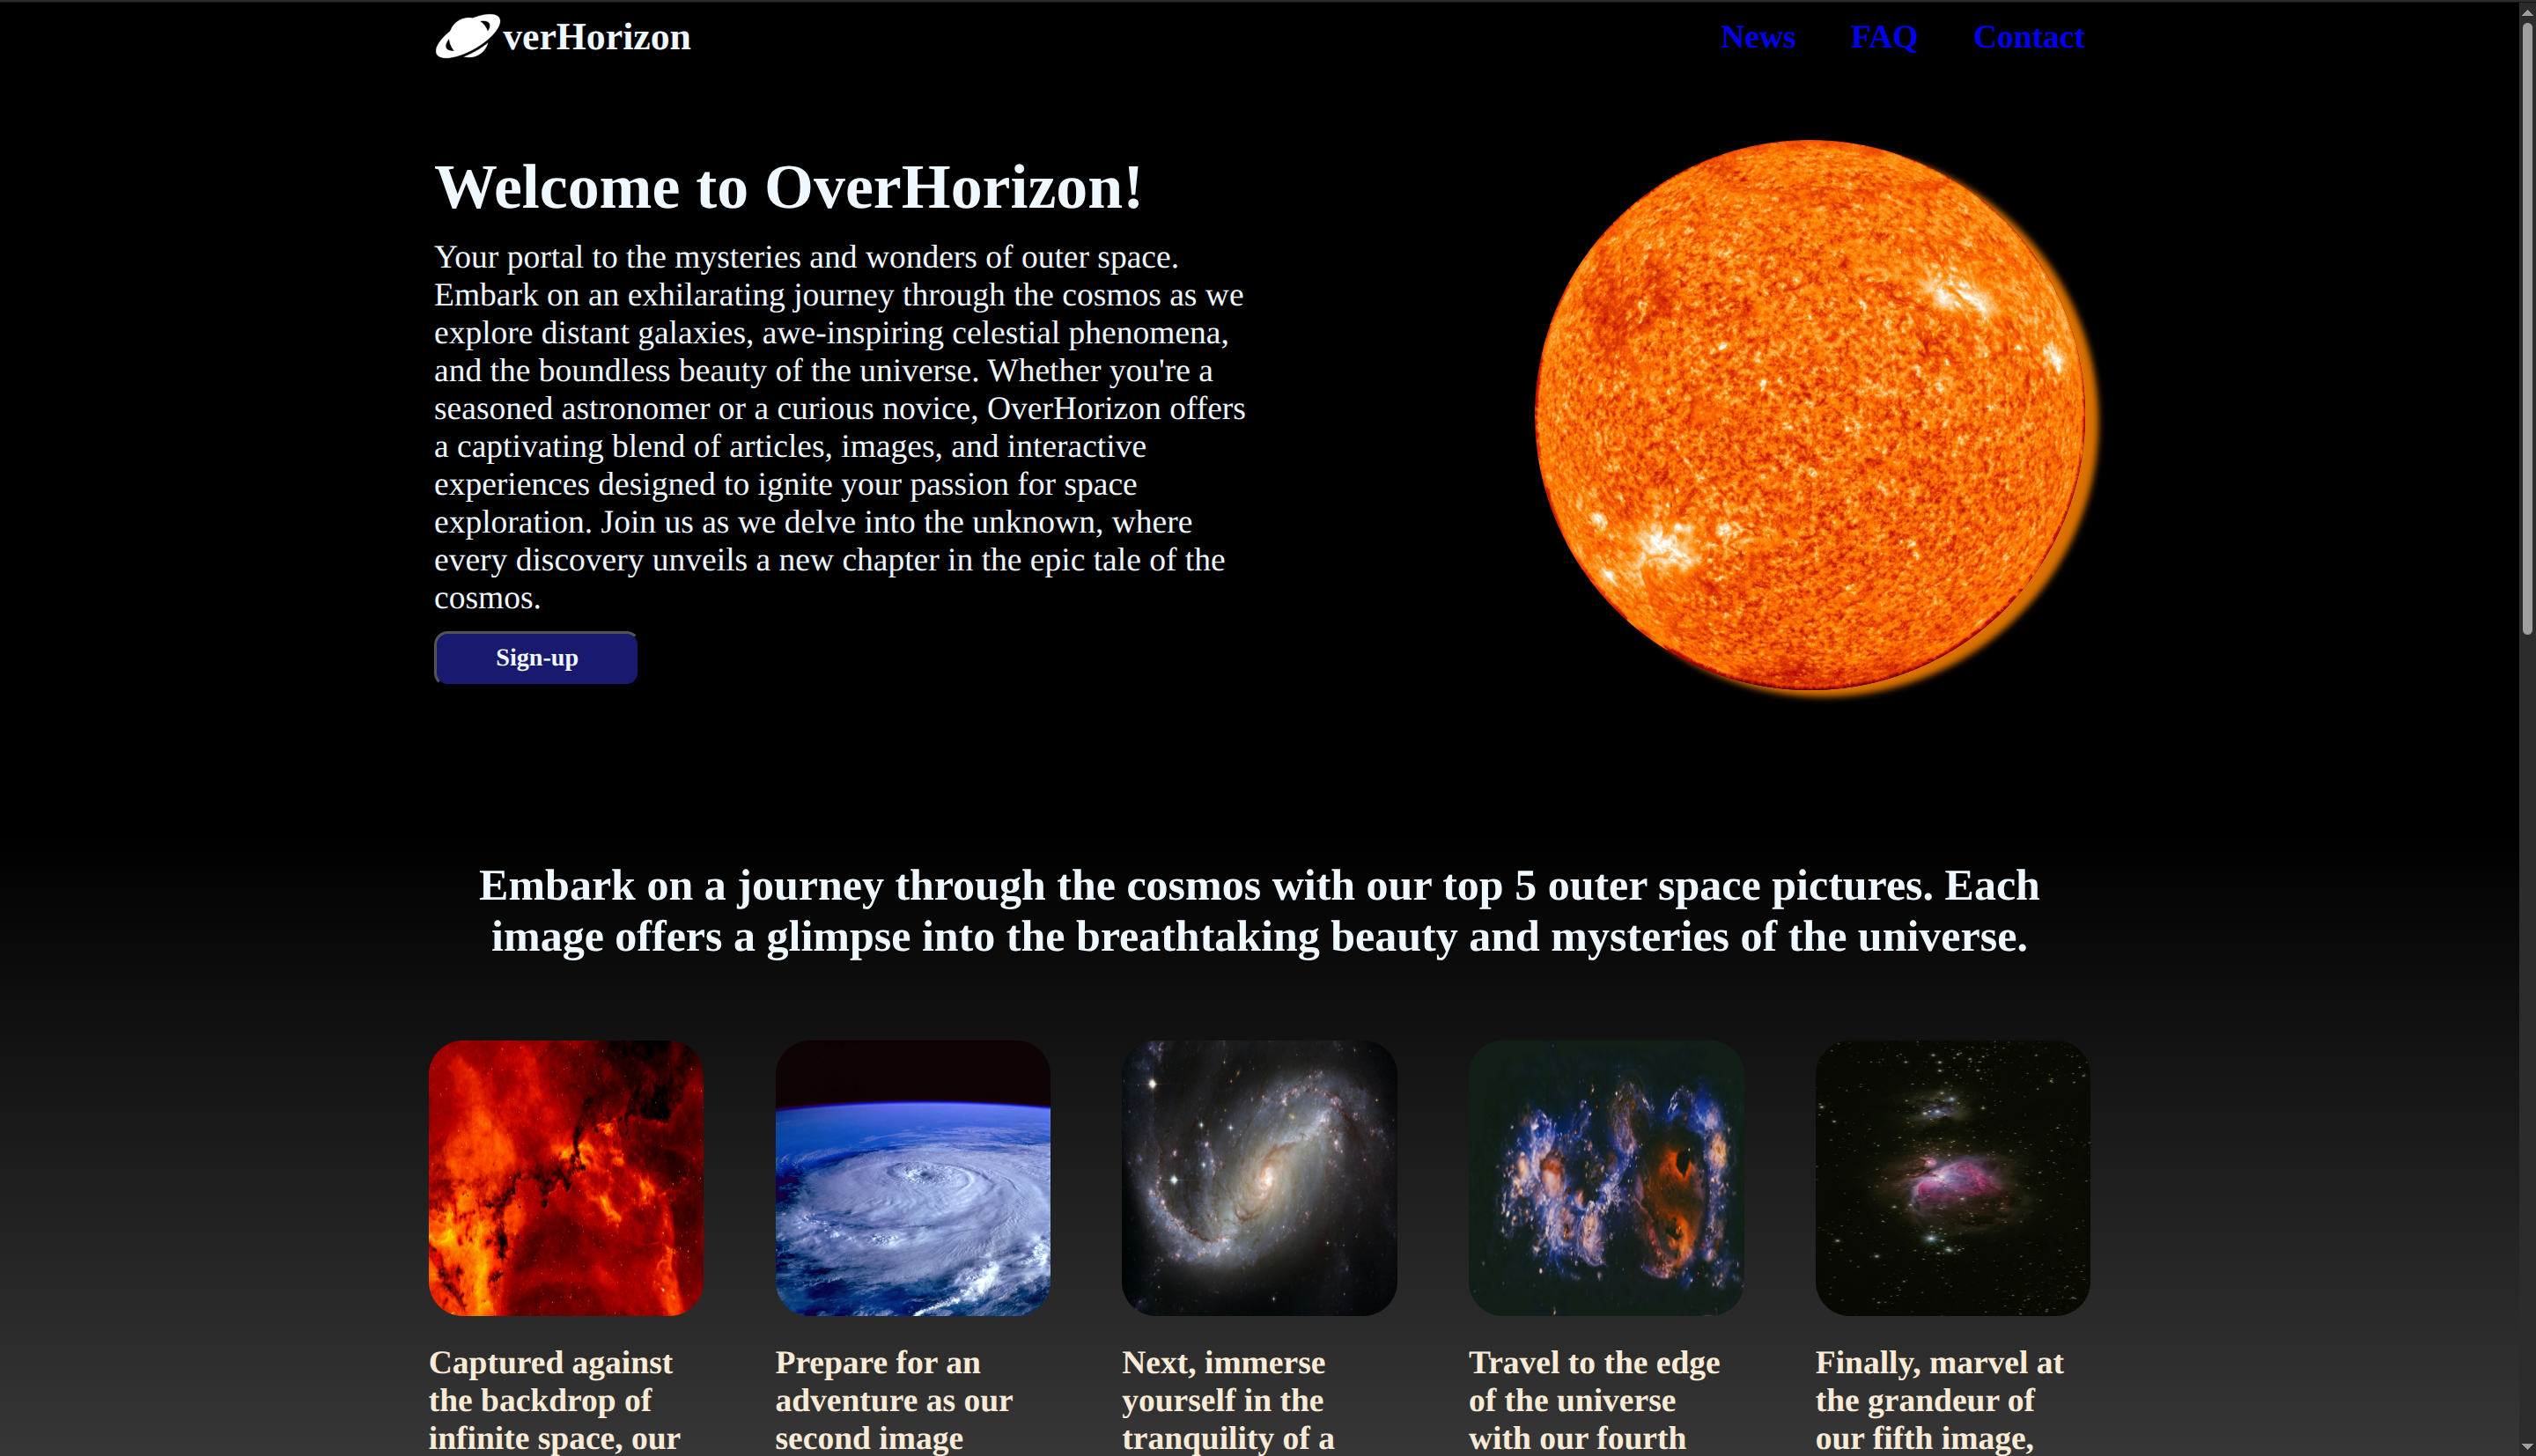 verHorizon
News FAQ Contact
Welcome to OverHorizon!
Your portal to the mysteries and wonders of outer space.
Embark on an exhilarating journey through the cosmos as we
explore distant galaxies, awe-inspiring celestial phenomena,
and the boundless beauty of the universe. Whether you're a
seasoned astronomer or a curious novice, OverHorizon offers
a captivating blend of articles, images, and interactive
experiences designed to ignite your passion for space
exploration. Join us as we delve into the unknown, where
every discovery unveils a new chapter in the epic tale of the
cosmos.
Sign-up
Embark on a journey through the cosmos with our top 5 outer space pictures. Each
image offers a glimpse into the breathtaking beauty and mysteries of the universe.
Captured against
the backdrop of
infinite space, our
Prepare for an
adventure as our
second image
Next, immerse
yourself in the
tranquility of a
Travel to the edge
of the universe
with our fourth
Finally, marvel at
the grandeur of
our fifth image,